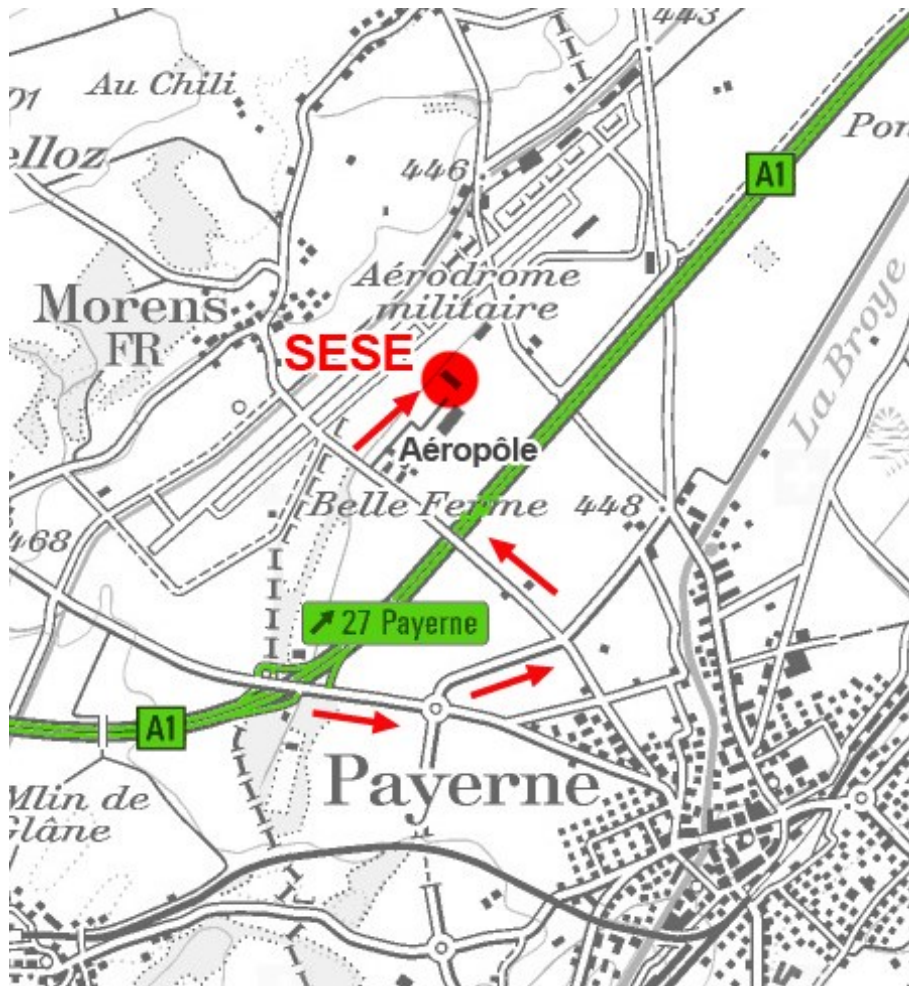 443
Au Chili
01
elloz
Pon
446
A1
Aérodrome
militaire
Morens
FR
SESE
La Broye
Aéropôle
Belle Ferme
448
468
27 Payerne
A1
Payerne
Mlin de
Glâne